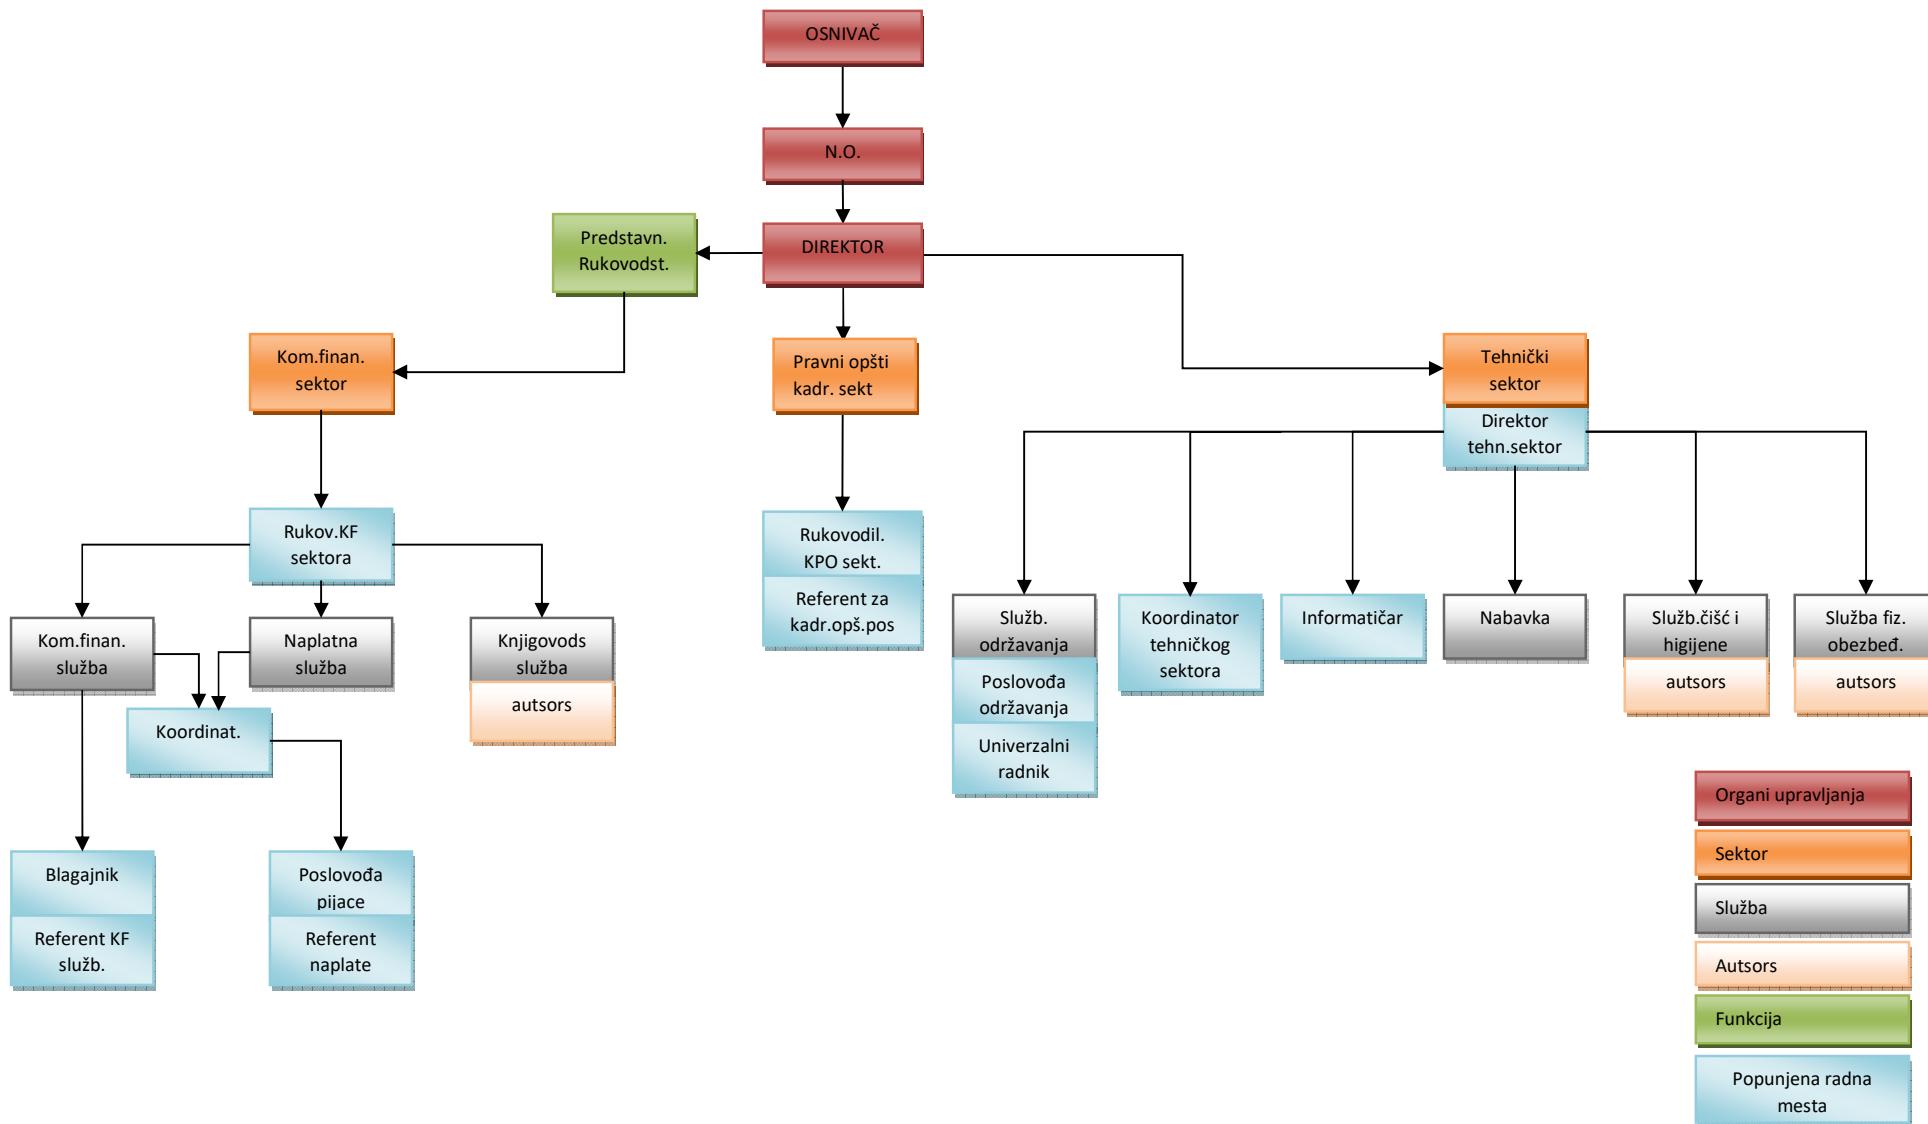 OSNIVAČ
N.O.
Predstavn.
Rukovodst.
DIREKTOR
Kom.finan.
sektor
Pravni opšti
kadr. sekt
Tehnički
sektor
Direktor
tehn.sektor
Rukov.KF
sektora
Rukovodil.
KPO sekt.
Referent za
kadr.opš.pos
Kom.finan.
služba
Naplatna
služba
Knjigovods
služba
autsors
Koordinat.
Blagajnik
Referent KF
služb.
Poslovođa
pijace
Referent
naplate
Služb.
održavanja
Poslovođa
održavanja
Univerzalni
radnik
Koordinator
tehničkog
sektora
Informatičar
Nabavka
Služb.čišć i
higijene
autsors
Služba fiz.
obezbeđ.
autsors
Organi upravljanja
Sektor
Služba
Autsors
Funkcija
Popunjena radna
mesta